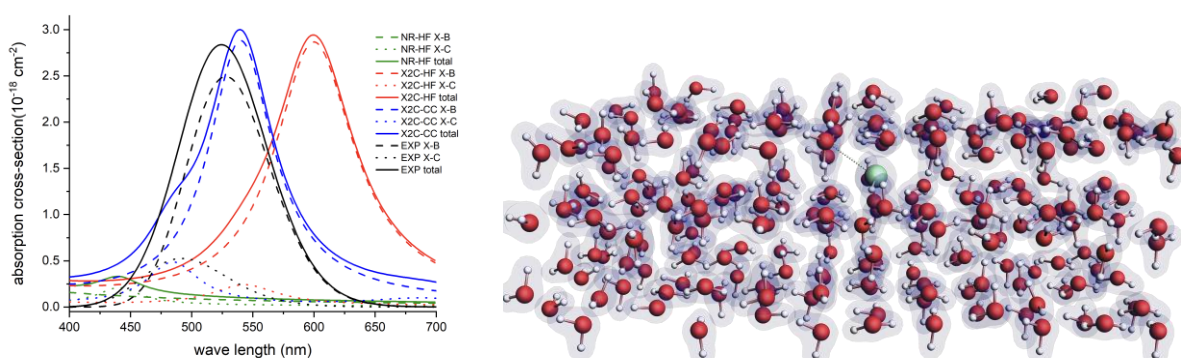 absorption cross-section(10⁻¹⁸ cm⁻²)
3.0
2.5
2.0
1.5
1.0
0.5
0.0
NR-HF X-B
NR-HF X-C
NR-HF total
X2C-HF X-B
X2C-HF X-C
X2C-HF total
X2C-CC X-B
X2C-CC X-C
X2C-CC total
EXP X-B
EXP X-C
EXP total
400 450 500 550 600 650 700
wave length (nm)